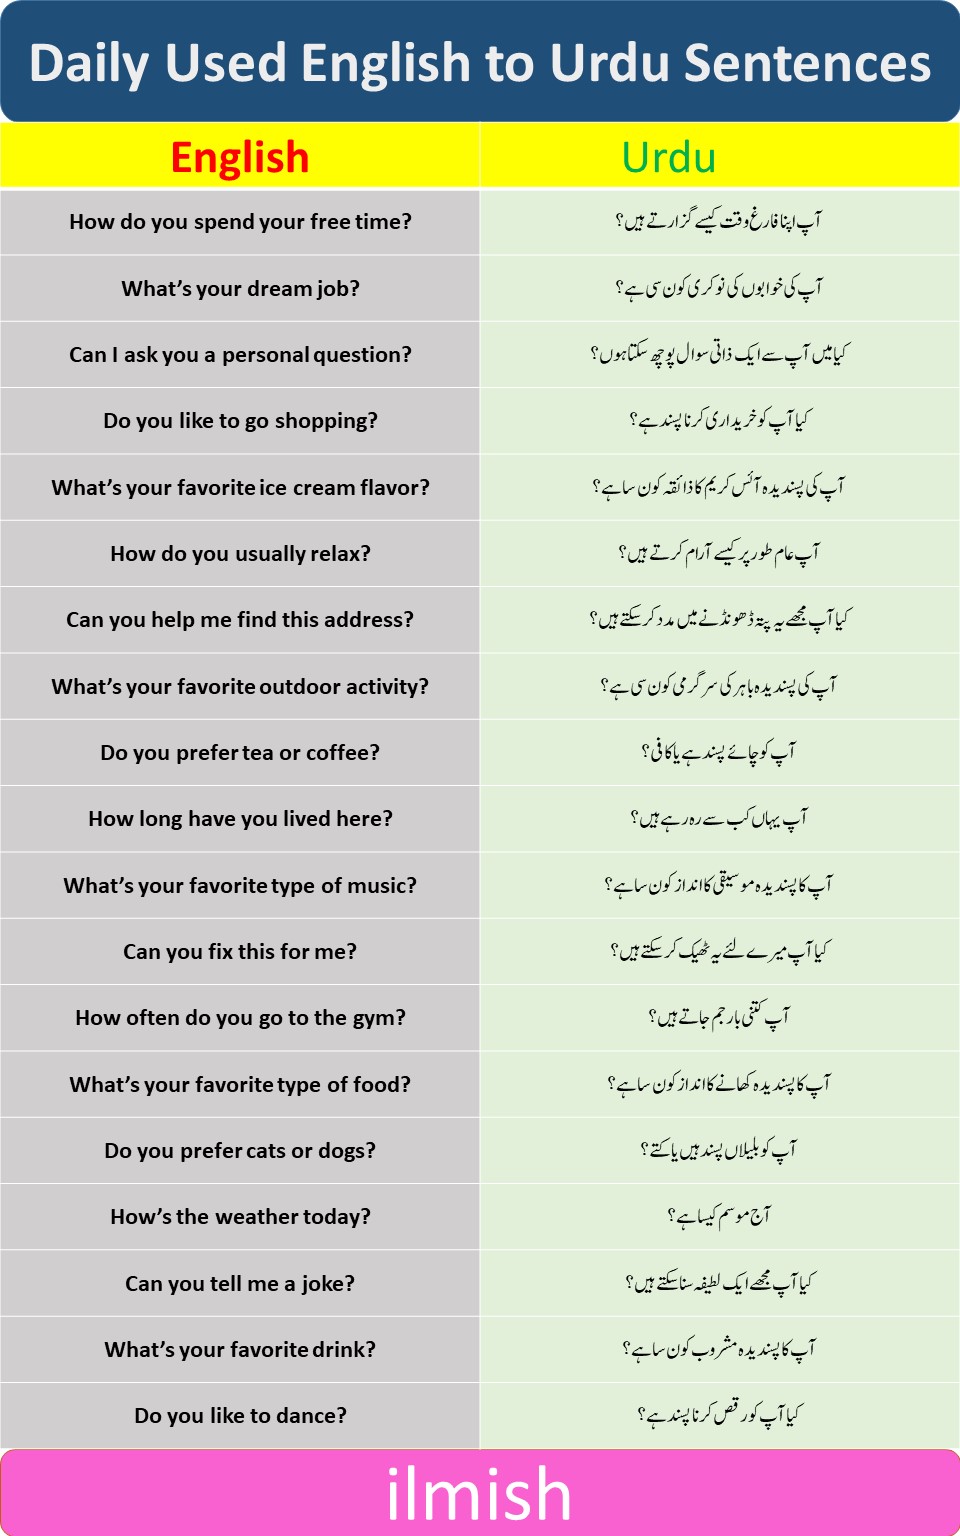 Daily Used English to Urdu Sentences
English Urdu
How do you spend your free time? آپ اپنا فارغ وقت کیسے گزارتے ہیں؟
What’s your dream job? آپ کی خوابوں کی نوکری کون سی ہے؟
Can I ask you a personal question? کیا میں آپ سے ایک ذاتی سوال پوچھ سکتا ہوں؟
Do you like to go shopping? کیا آپ کو خریداری کرنا پسند ہے؟
What’s your favorite ice cream flavor? آپ کی پسندیدہ آئس کریم کا ذائقہ کون سا ہے؟
How do you usually relax? آپ عام طور پر کیسے آرام کرتے ہیں؟
Can you help me find this address? کیا آپ مجھے یہ پتہ ڈھونڈنے میں مدد کر سکتے ہیں؟
What’s your favorite outdoor activity? آپ کی پسندیدہ باہر کی سرگرمی کون سی ہے؟
Do you prefer tea or coffee? آپ کو چائے پسند ہے یا کافی؟
How long have you lived here? آپ یہاں کب سے رہ رہے ہیں؟
What’s your favorite type of music? آپ کا پسندیدہ موسیقی کا انداز کون سا ہے؟
Can you fix this for me? کیا آپ میرے لئے یہ ٹھیک کر سکتے ہیں؟
How often do you go to the gym? آپ کتنی بار جم جاتے ہیں؟
What’s your favorite type of food? آپ کا پسندیدہ کھانے کا انداز کون سا ہے؟
Do you prefer cats or dogs? آپ کو بلیلاں پسند ہیں یا کتے؟
How’s the weather today? آج موسم کیسا ہے؟
Can you tell me a joke? کیا آپ مجھے ایک لطیفہ سنا سکتے ہیں؟
What’s your favorite drink? آپ کا پسندیدہ مشروب کون سا ہے؟
Do you like to dance? کیا آپ کو رقص کرنا پسند ہے؟
ilmish